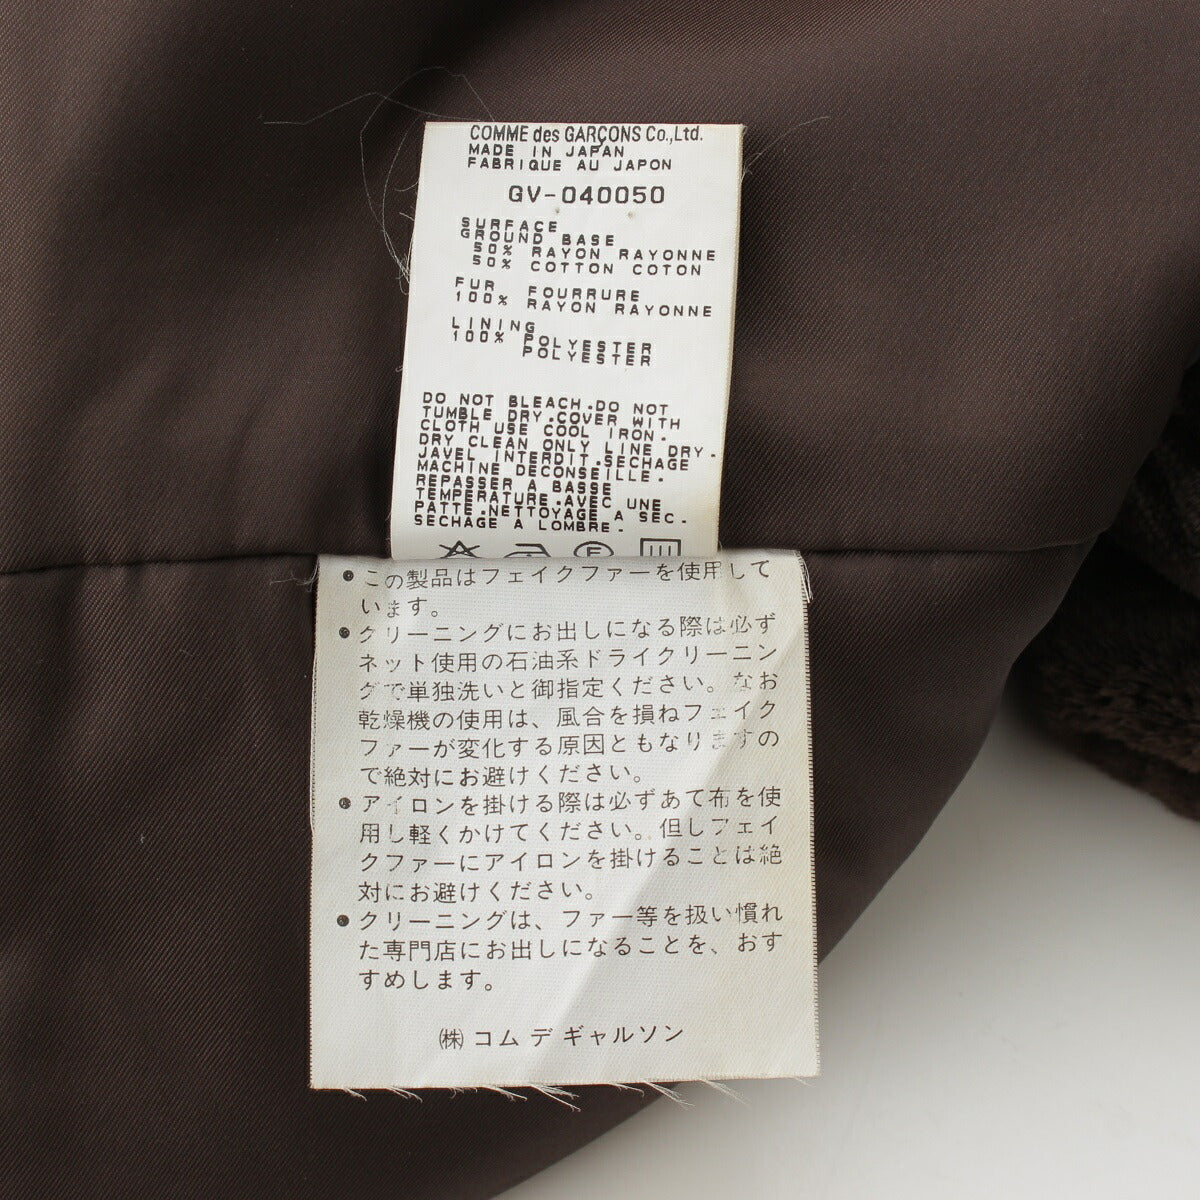 COMME des GARÇONS Co.,Ltd.
MADE IN JAPAN
FABRIQUE AU JAPON
GV-040050
SURFACE
GROUND BASE
50% RAYON RAYONNE
50% COTTON COTON
FUR FOURRURE
100% RAYON RAYONNE
LINING
100% POLYESTER
POLYESTER
DO NOT BLEACH.DO NOT
TUMBLE DRY.COVER WITH
CLOTH USE COOL IRON.
DRY CLEAN ONLY LINE DRY.
JAVEL INTERDIT.SECHAGE
MACHINE DECONSEILLE.
REPASSER A BASSE
TEMPERATURE.AVEC UNE
PATTE.NETTOYAGE A SEC.
SECHAGE A LOMBRE.
●この製品はフェイクファーを使用して
います。
●クリーニングにお出しになる際は必ず
ネット使用の石油系ドライクリーニン
グで単独洗いと御指定ください。なお
乾燥機の使用は、風合を損ねフェイク
ファーが変化する原因ともなりますの
で絶対にお避けください。
●アイロンを掛ける際は必ずあて布を使
用し軽くかけてください。但しフェイ
クファーにアイロンを掛けることは絶
対にお避けください。
●クリーニングは、ファー等を扱い慣れ
た専門店にお出しになることを、おす
すめします。
㈱ コム デ ギャルソン